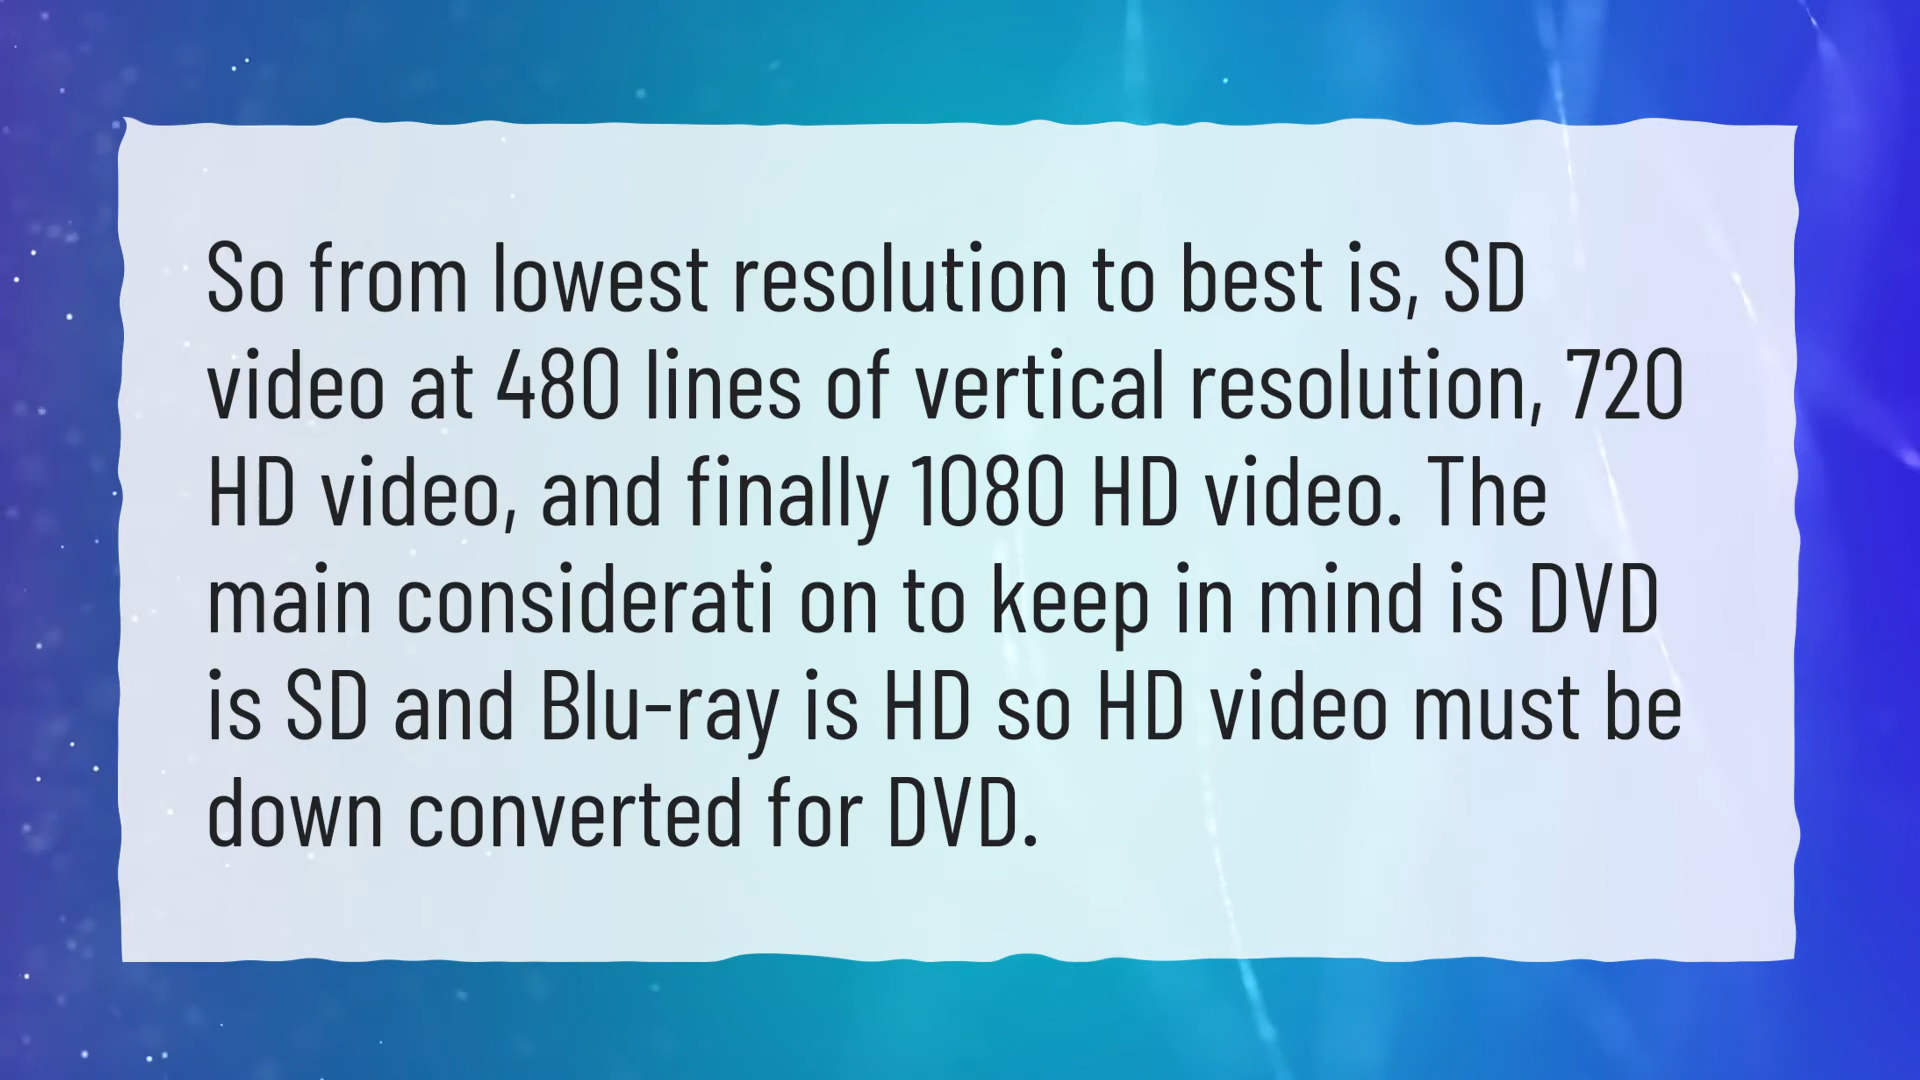 So from lowest resolution to best is, SD
video at 480 lines of vertical resolution, 720
HD video, and finally 1080 HD video. The
main considerati on to keep in mind is DVD
is SD and Blu-ray is HD so HD video must be
down converted for DVD.